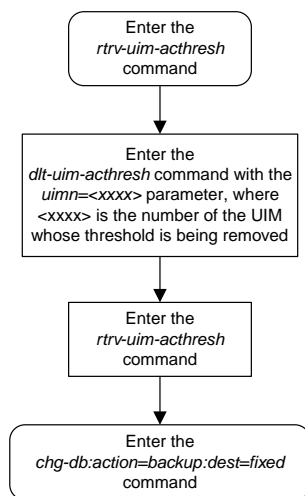 Enter the
rtrv-uim-acthresh
command
Enter the
dlt-uim-acthresh command with the
uimn=<xxxx> parameter, where
<xxxx> is the number of the UIM
whose threshold is being removed
Enter the
rtrv-uim-acthresh
command
Enter the
chg-db:action=backup:dest=fixed
command